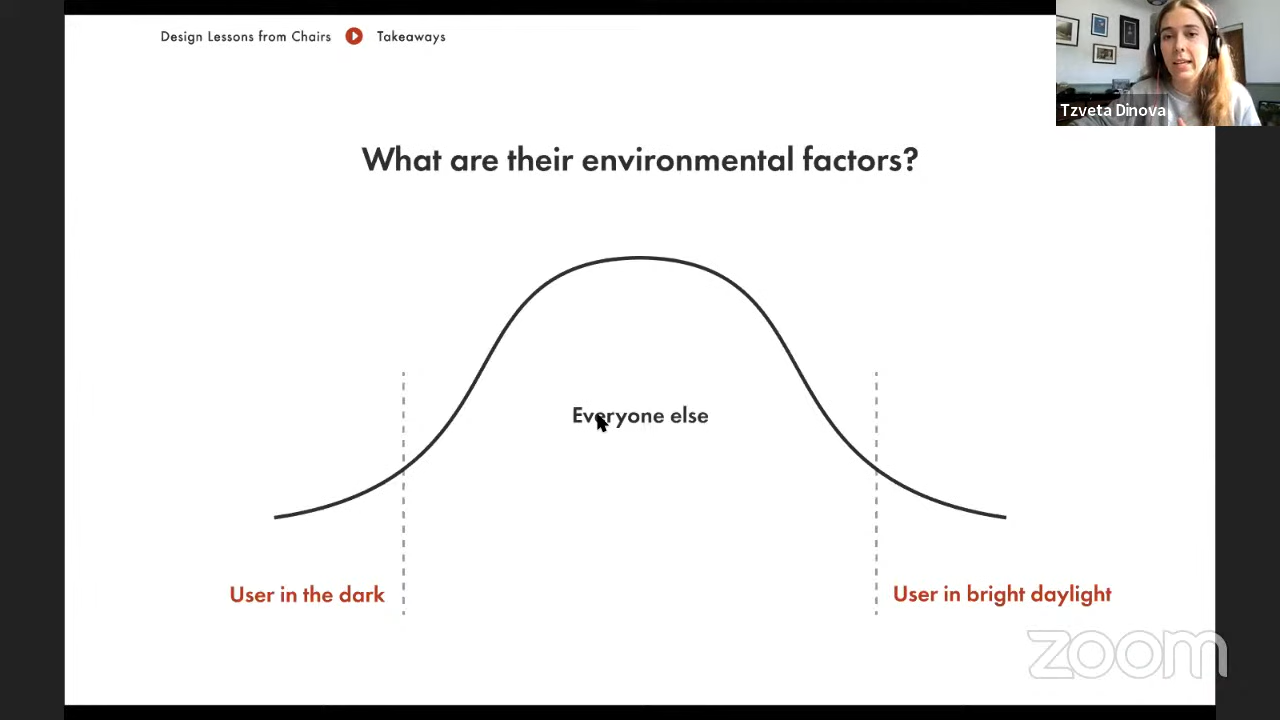 Design Lessons from Chairs Takeaways
Tzveta Dinova
What are their environmental factors?
Everyone else
User in the dark
User in bright daylight
zoom